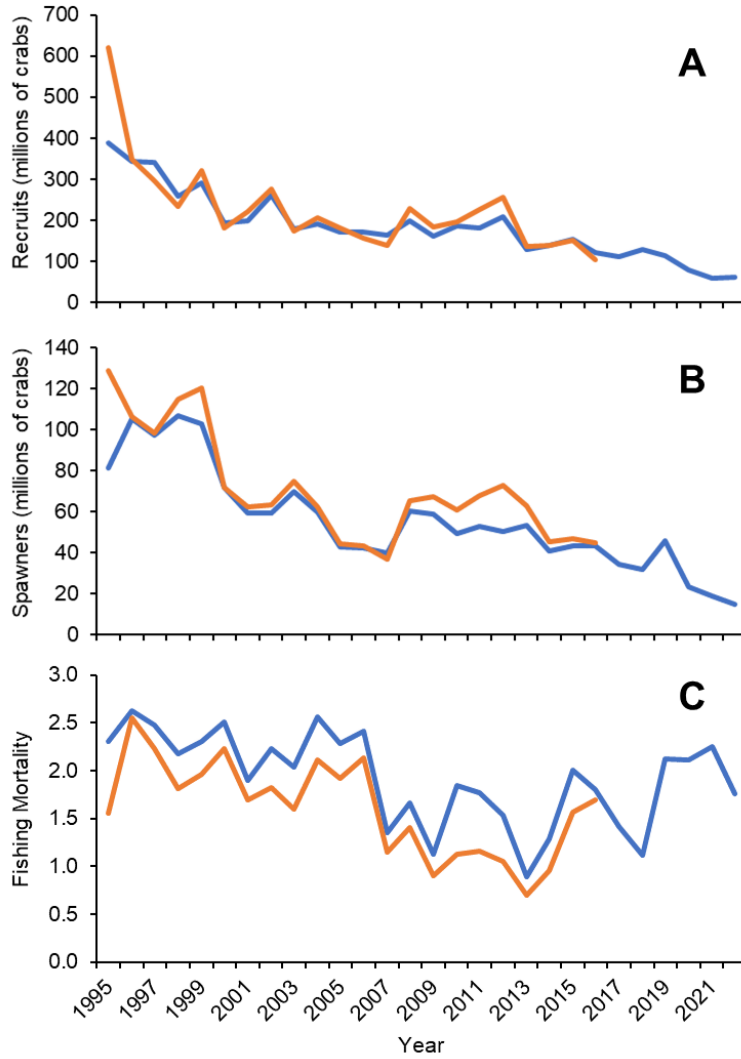 Recruits (millions of crabs)
700
600
500
400
300
200
100
0
A
Spawners (millions of crabs)
140
120
100
80
60
40
20
0
B
Fishing Mortality
3.0
2.5
2.0
1.5
1.0
0.5
0.0
C
1995 1997 1999 2001 2003 2005 2007 2009 2011 2013 2015 2017 2019 2021
Year